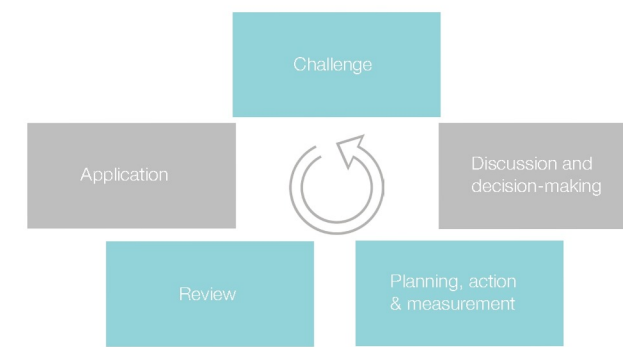 Challenge
Application
Discussion and
decision-making
Review
Planning, action
& measurement